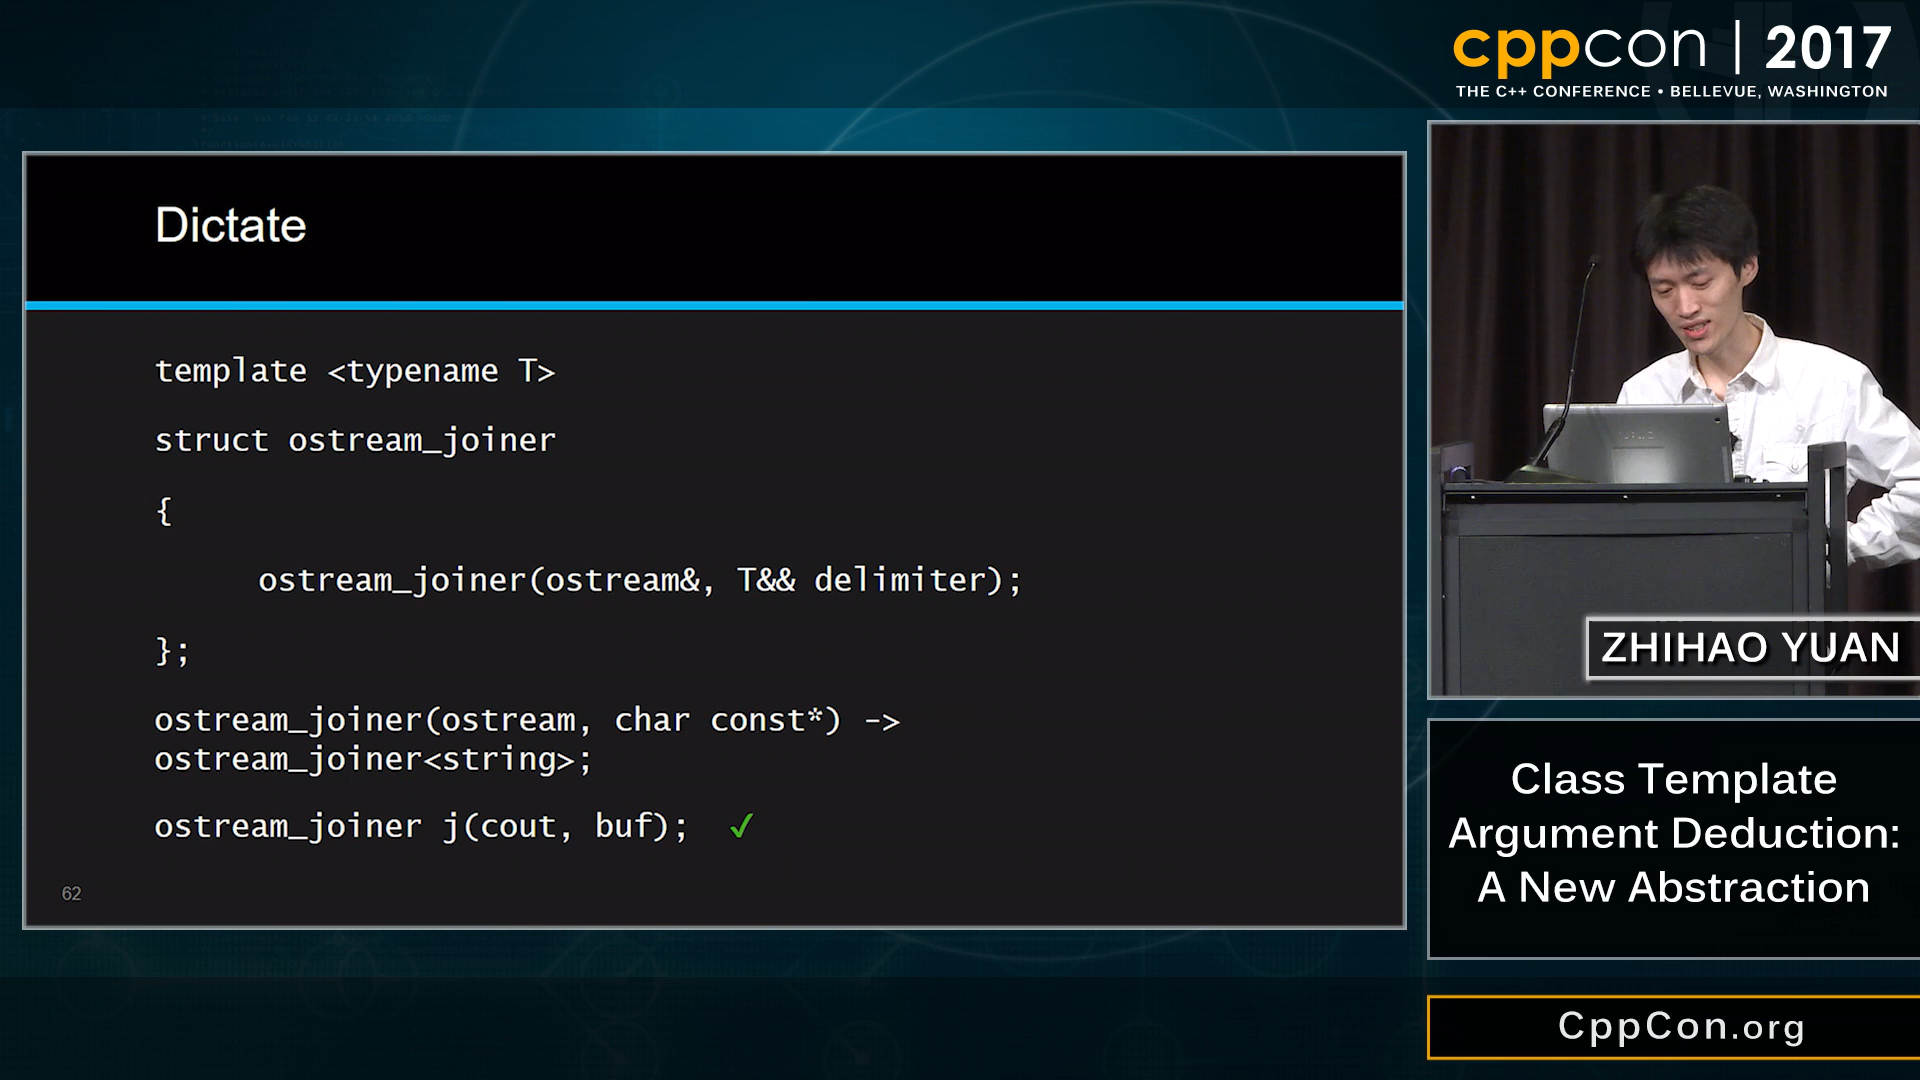 cppcon | 2017
THE C++ CONFERENCE • BELLEVUE, WASHINGTON
Dictate
template <typename T>
struct ostream_joiner
{
ostream_joiner(ostream&, T&& delimiter);
};
ostream_joiner(ostream, char const*) ->
ostream_joiner<string>;
ostream_joiner j(cout, buf); ✓
62
ZHIHAO YUAN
Class Template
Argument Deduction:
A New Abstraction
CppCon.org